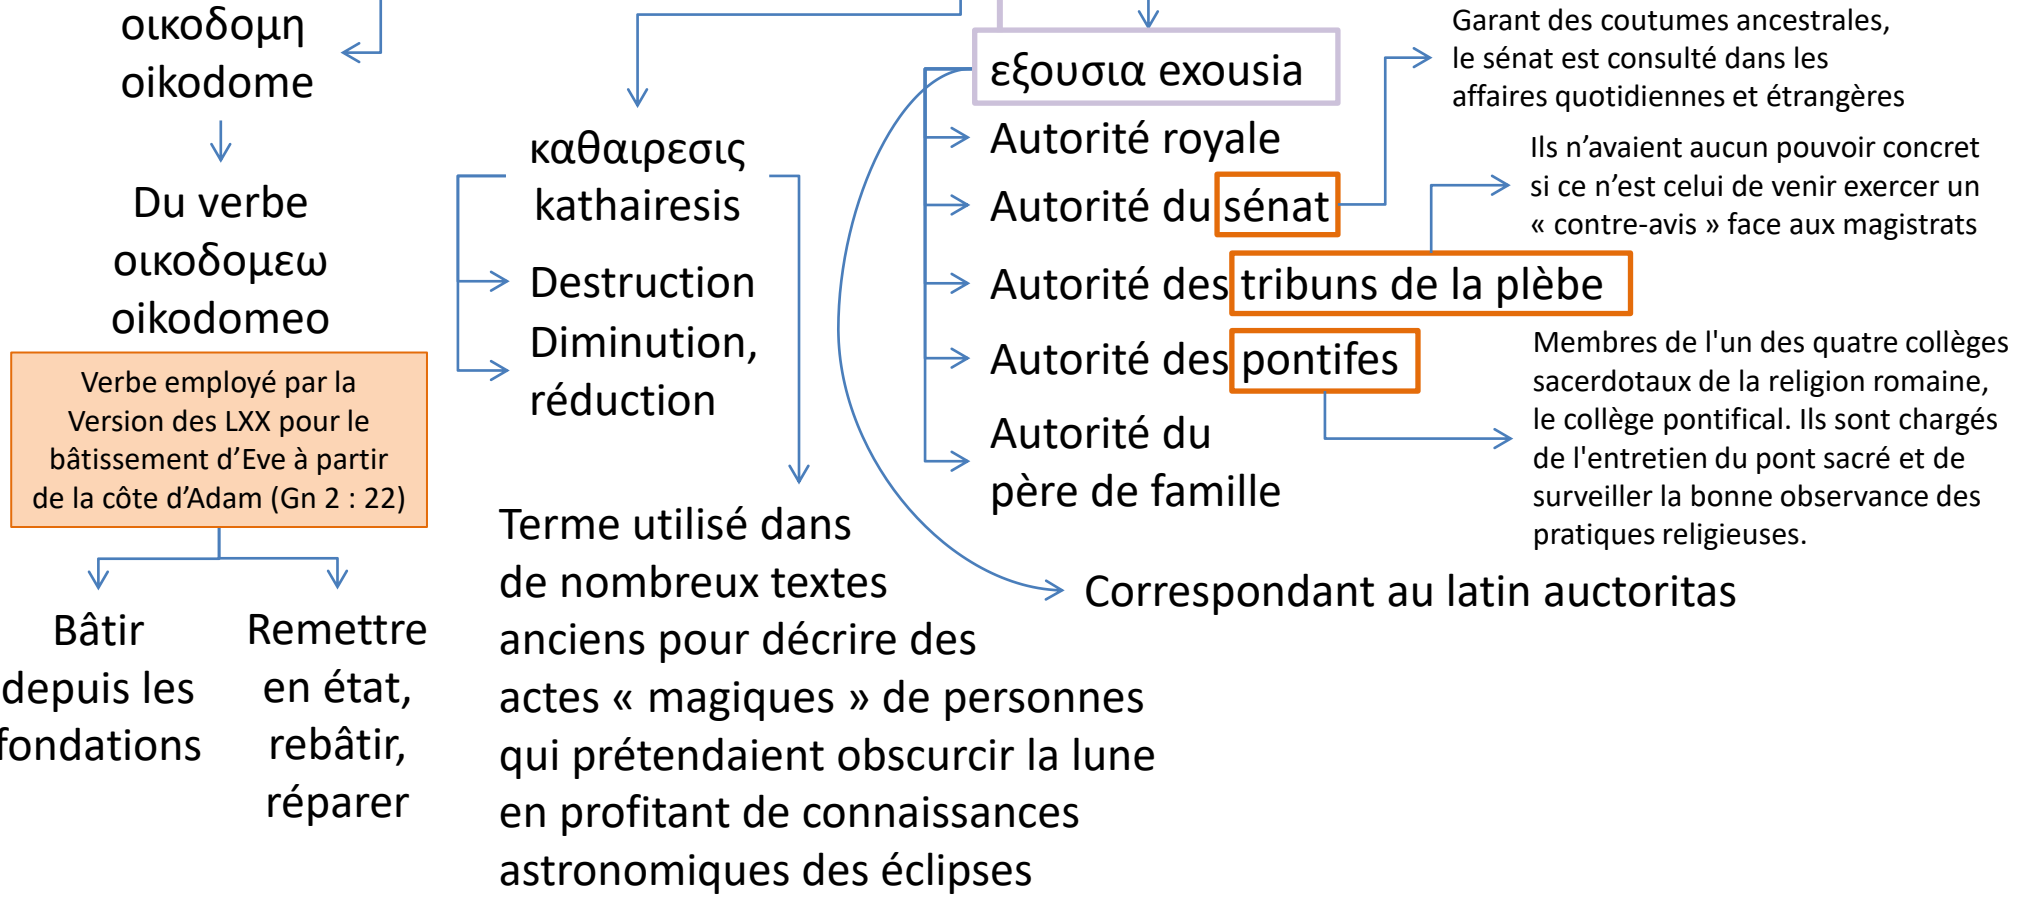 οικοδομη
oikodome
Du verbe
οικοδομεω
oikodomeo
Verbe employé par la
Version des LXX pour le
bâtissement d’Eve à partir
de la côte d’Adam (Gn 2 : 22)
Bâtir
depuis les
fondations
Remettre
en état,
rebâtir,
réparer
καθαιρεσις
kathairesis
Destruction
Diminution,
réduction
Terme utilisé dans
de nombreux textes
anciens pour décrire des
actes « magiques » de personnes
qui prétendaient obscurcir la lune
en profitant de connaissances
astronomiques des éclipses
εξουσια exousia
Autorité royale
Autorité du sénat
Autorité des tribuns de la plèbe
Autorité des pontifes
Autorité du
père de famille
Correspondant au latin auctoritas
Garant des coutumes ancestrales,
le sénat est consulté dans les
affaires quotidiennes et étrangères
Ils n’avaient aucun pouvoir concret
si ce n’est celui de venir exercer un
« contre-avis » face aux magistrats
Membres de l'un des quatre collèges
sacerdotaux de la religion romaine,
le collège pontifical. Ils sont chargés
de l'entretien du pont sacré et de
surveiller la bonne observance des
pratiques religieuses.